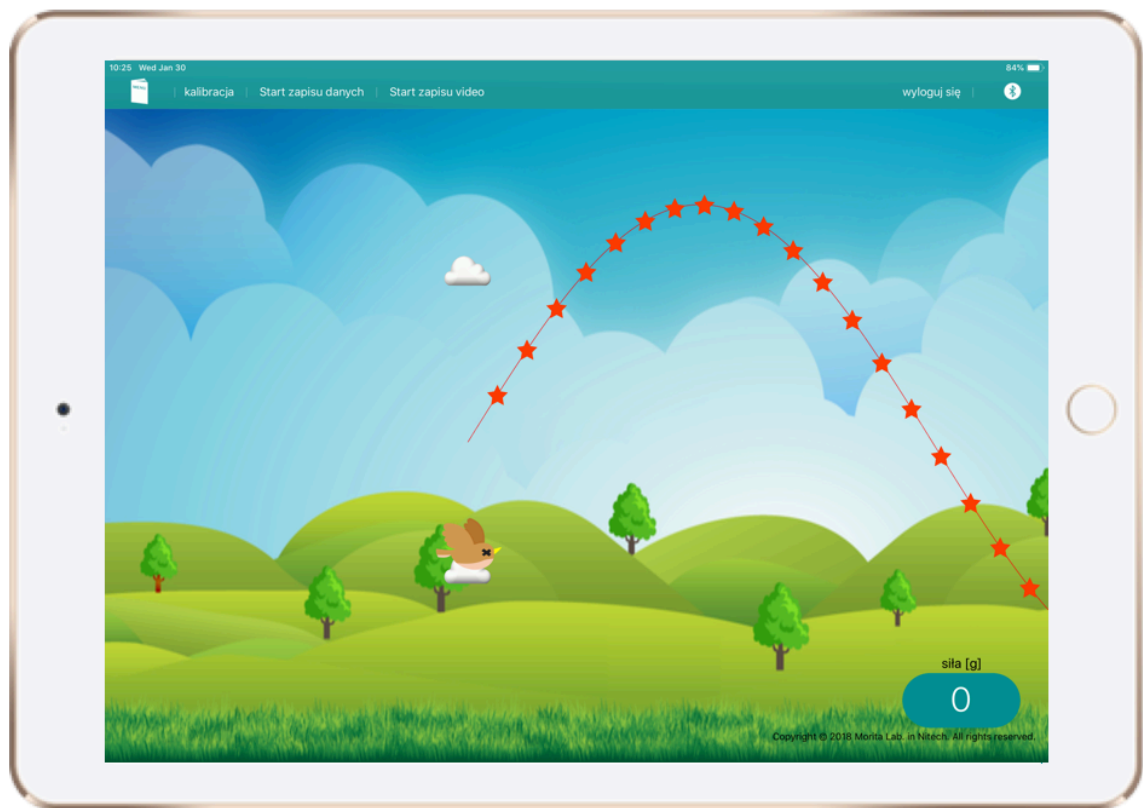 10:25 Wed Jan 30
84%
kalibracja
Start zapisu danych
Start zapisu video
wyloguj się
siła [g]
0
Copyright © 2018 Morita Lab. in Nitech. All rights reserved.